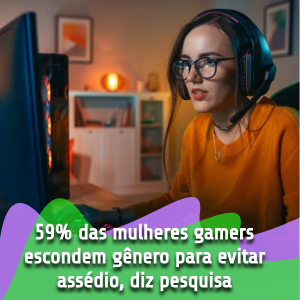 59% das mulheres gamers
escondem gênero para evitar
assédio, diz pesquisa